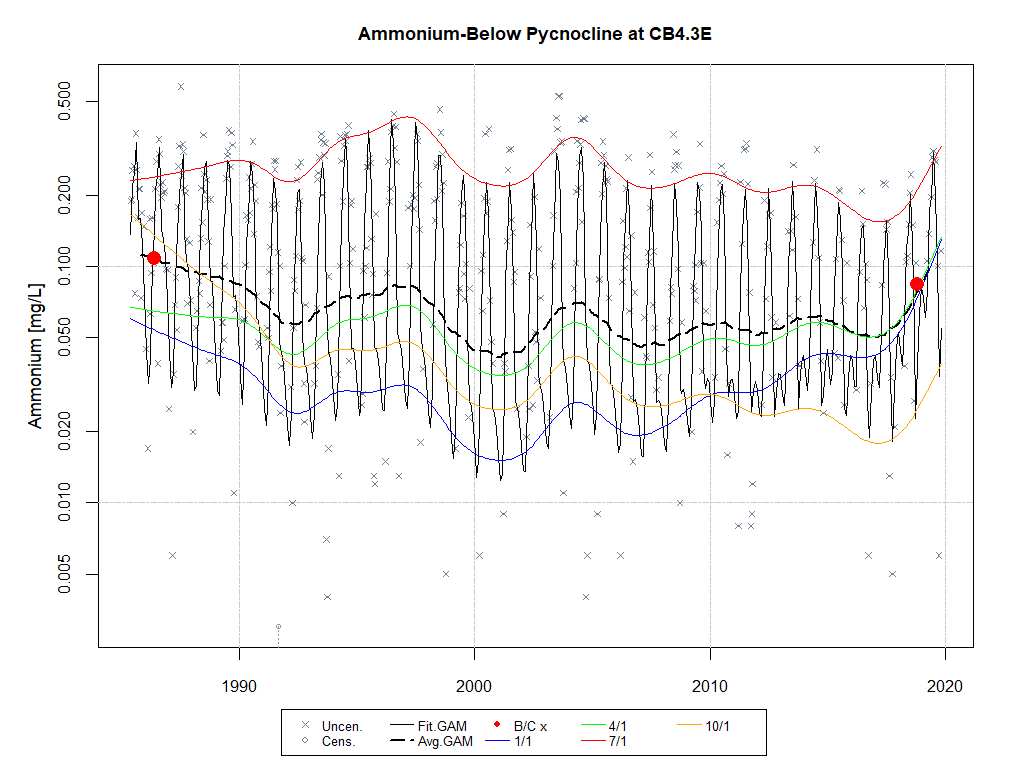 Ammonium-Below Pycnocline at CB4.3E
Ammonium [mg/L]
0.500
0.200
0.100
0.050
0.020
0.010
0.005
1990 2000 2010 2020
Uncen. Fit.GAM B/C x 4/1 10/1
Cens. Avg.GAM 1/1 7/1